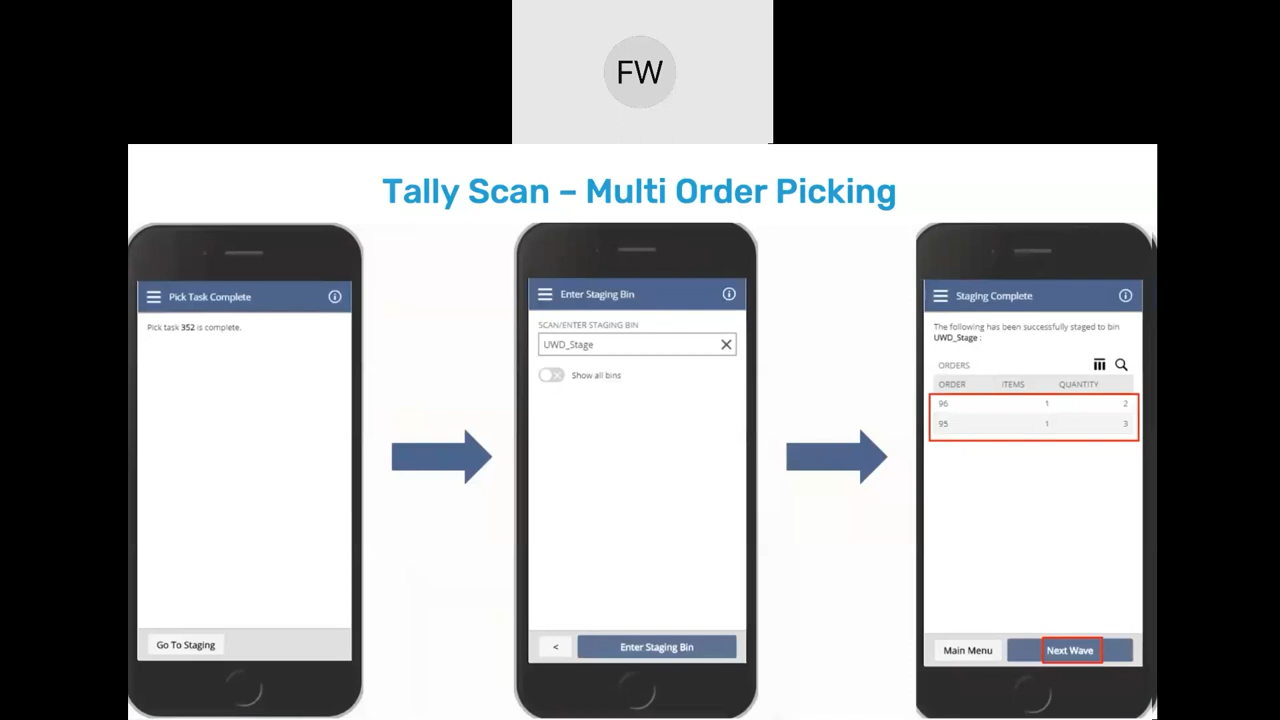 FW
Tally Scan – Multi Order Picking
Pick Task Complete
Pick task 352 is complete.
Go To Staging
Enter Staging Bin
SCAN/ENTER STAGING BIN
UWD_Stage
Show all bins
<
Enter Staging Bin
Staging Complete
The following has been successfully staged to bin
UWD_Stage :
ORDERS
ORDER ITEMS QUANTITY
96 1 2
95 1 3
Main Menu Next Wave